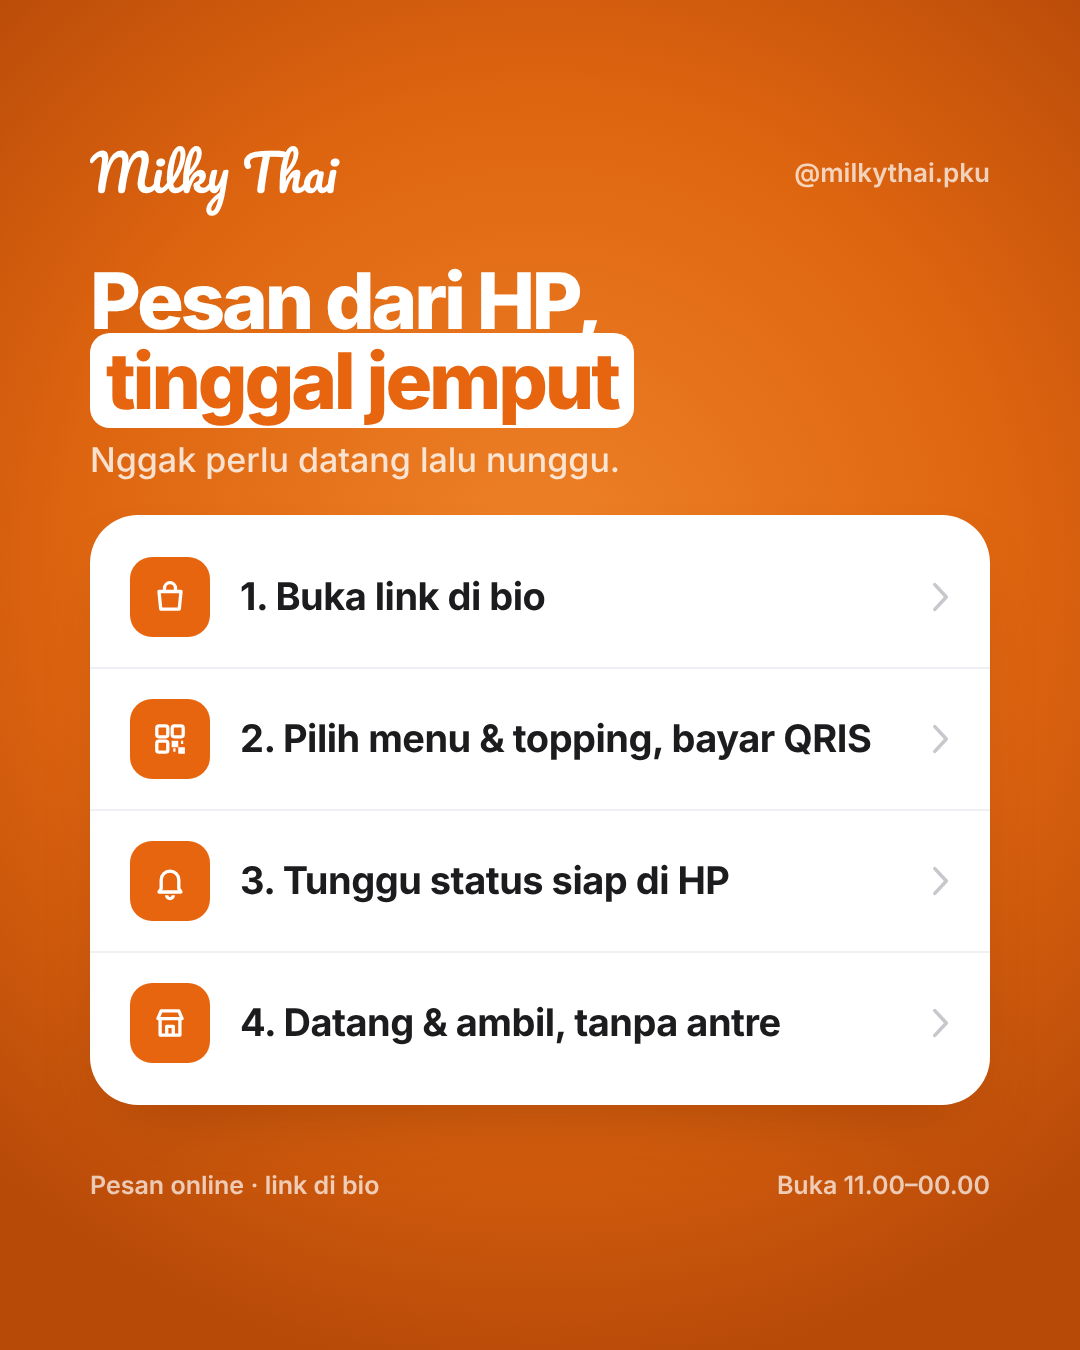 Milky Thai
@milkythai.pku
Pesan dari HP,
tinggal jemput
Nggak perlu datang lalu nunggu.
1. Buka link di bio
2. Pilih menu & topping, bayar QRIS
3. Tunggu status siap di HP
4. Datang & ambil, tanpa antre
Pesan online · link di bio
Buka 11.00–00.00